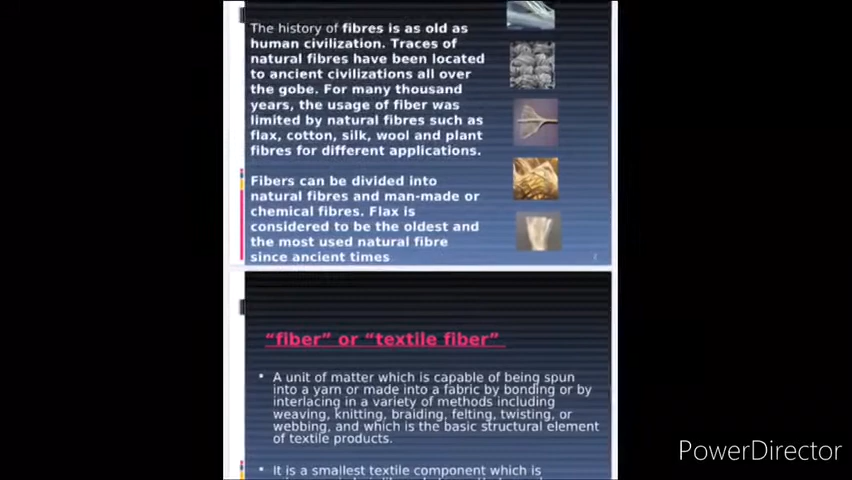 The history of fibres is as old as
human civilization. Traces of
natural fibres have been located
to ancient civilizations all over
the gobe. For many thousand
years, the usage of fiber was
limited by natural fibres such as
flax, cotton, silk, wool and plant
fibres for different applications.
Fibers can be divided into
natural fibres and man-made or
chemical fibres. Flax is
considered to be the oldest and
the most used natural fibre
since ancient times
“fiber” or “textile fiber”
▪ A unit of matter which is capable of being spun
into a yarn or made into a fabric by bonding or by
interlacing in a variety of methods including
weaving, knitting, braiding, felting, twisting, or
webbing, and which is the basic structural element
of textile products.
▪ It is a smallest textile component which is
PowerDirector